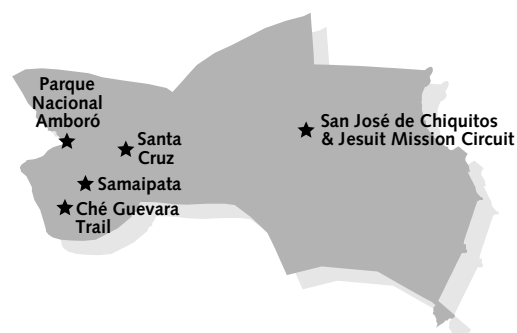 Parque
Nacional
Amboró
Santa
Cruz
San José de Chiquitos
& Jesuit Mission Circuit
Samaipata
Ché Guevara
Trail